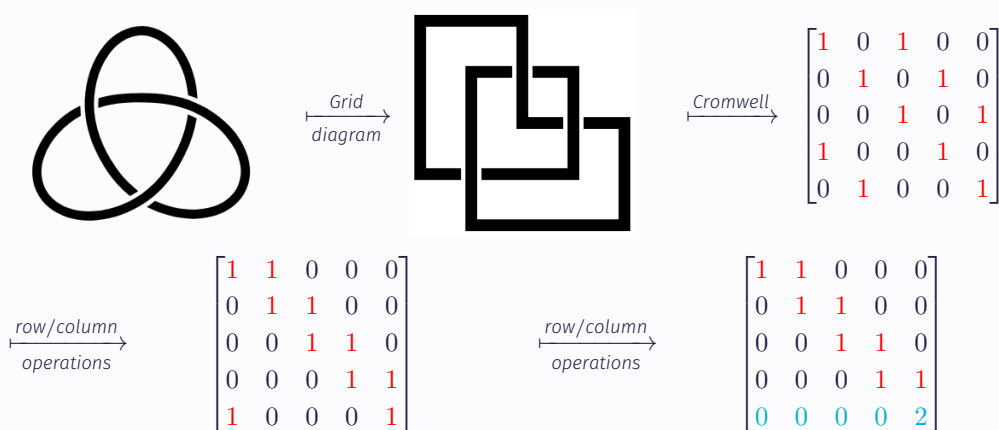 Grid
diagram
Cromwell
1 0 1 0 0
0 1 0 1 0
0 0 1 0 1
1 0 0 1 0
0 1 0 0 1
row/column
operations
1 1 0 0 0
0 1 1 0 0
0 0 1 1 0
0 0 0 1 1
1 0 0 0 1
row/column
operations
1 1 0 0 0
0 1 1 0 0
0 0 1 1 0
0 0 0 1 1
0 0 0 0 2